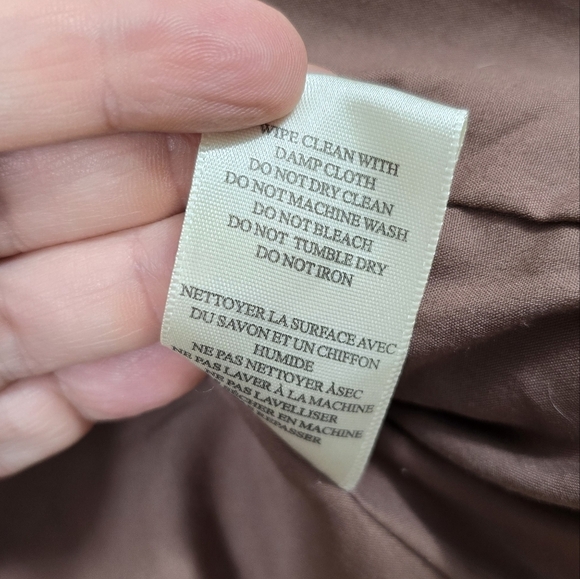 WIPE CLEAN WITH
DAMP CLOTH
DO NOT DRY CLEAN
DO NOT MACHINE WASH
DO NOT BLEACH
DO NOT TUMBLE DRY
DO NOT IRON
NETTOYER LA SURFACE AVEC
DU SAVON ET UN CHIFFON
HUMIDE
NE PAS NETTOYER ÀSEC
NE PAS LAVER À LA MACHINE
NE PAS LAVELLISER
EN MACHINE